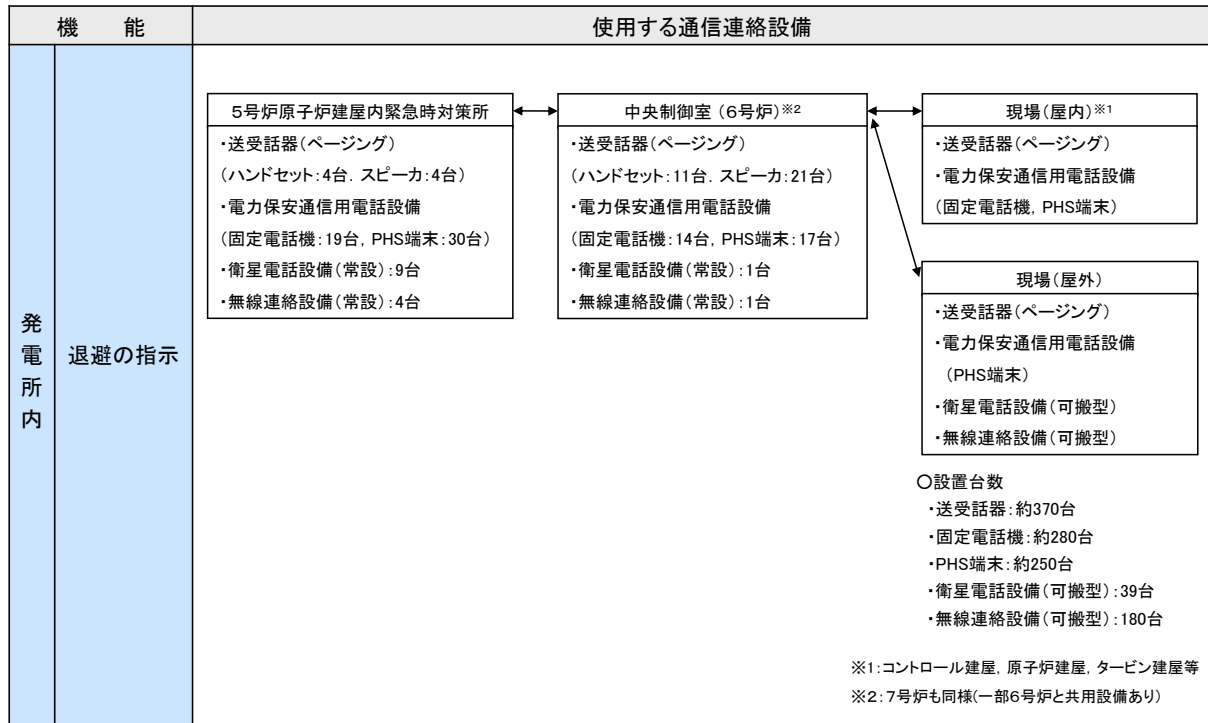 機　能
使用する通信連絡設備
発電所内
退避の指示
５号炉原子炉建屋内緊急時対策所
・送受話器（ページング）
（ハンドセット：4台．スピーカ：4台）
・電力保安通信用電話設備
（固定電話機：19台，PHS端末：30台）
・衛星電話設備（常設）：9台
・無線連絡設備（常設）：4台
中央制御室（６号炉）※2
・送受話器（ページング）
（ハンドセット：11台．スピーカ：21台）
・電力保安通信用電話設備
（固定電話機：14台，PHS端末：17台）
・衛星電話設備（常設）：1台
・無線連絡設備（常設）：1台
現場（屋内）※1
・送受話器（ページング）
・電力保安通信用電話設備
（固定電話機，PHS端末）
現場（屋外）
・送受話器（ページング）
・電力保安通信用電話設備
（PHS端末）
・衛星電話設備（可搬型）
・無線連絡設備（可搬型）
○設置台数
・送受話器：約370台
・固定電話機：約280台
・PHS端末：約250台
・衛星電話設備（可搬型）：39台
・無線連絡設備（可搬型）：180台
※1：コントロール建屋，原子炉建屋，タービン建屋等
※２：７号炉も同様（一部６号炉と共用設備あり）